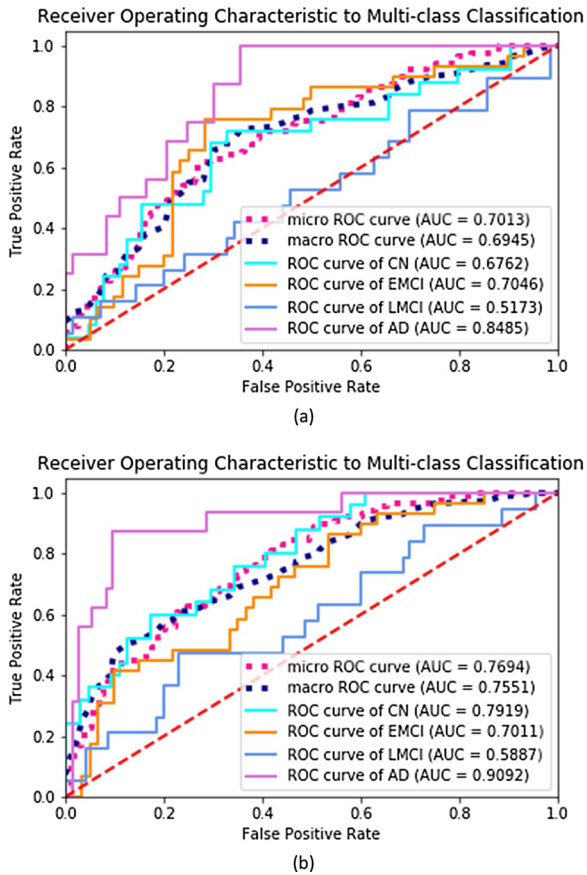 Receiver Operating Characteristic to Multi-class Classification
1.0
0.8
0.6
0.4
0.2
0.0
True Positive Rate
micro ROC curve (AUC = 0.7013)
macro ROC curve (AUC = 0.6945)
ROC curve of CN (AUC = 0.6762)
ROC curve of EMCI (AUC = 0.7046)
ROC curve of LMCI (AUC = 0.5173)
ROC curve of AD (AUC = 0.8485)
0.0 0.2 0.4 0.6 0.8 1.0
False Positive Rate
(a)
Receiver Operating Characteristic to Multi-class Classification
1.0
0.8
0.6
0.4
0.2
0.0
True Positive Rate
micro ROC curve (AUC = 0.7694)
macro ROC curve (AUC = 0.7551)
ROC curve of CN (AUC = 0.7919)
ROC curve of EMCI (AUC = 0.7011)
ROC curve of LMCI (AUC = 0.5887)
ROC curve of AD (AUC = 0.9092)
0.0 0.2 0.4 0.6 0.8 1.0
False Positive Rate
(b)